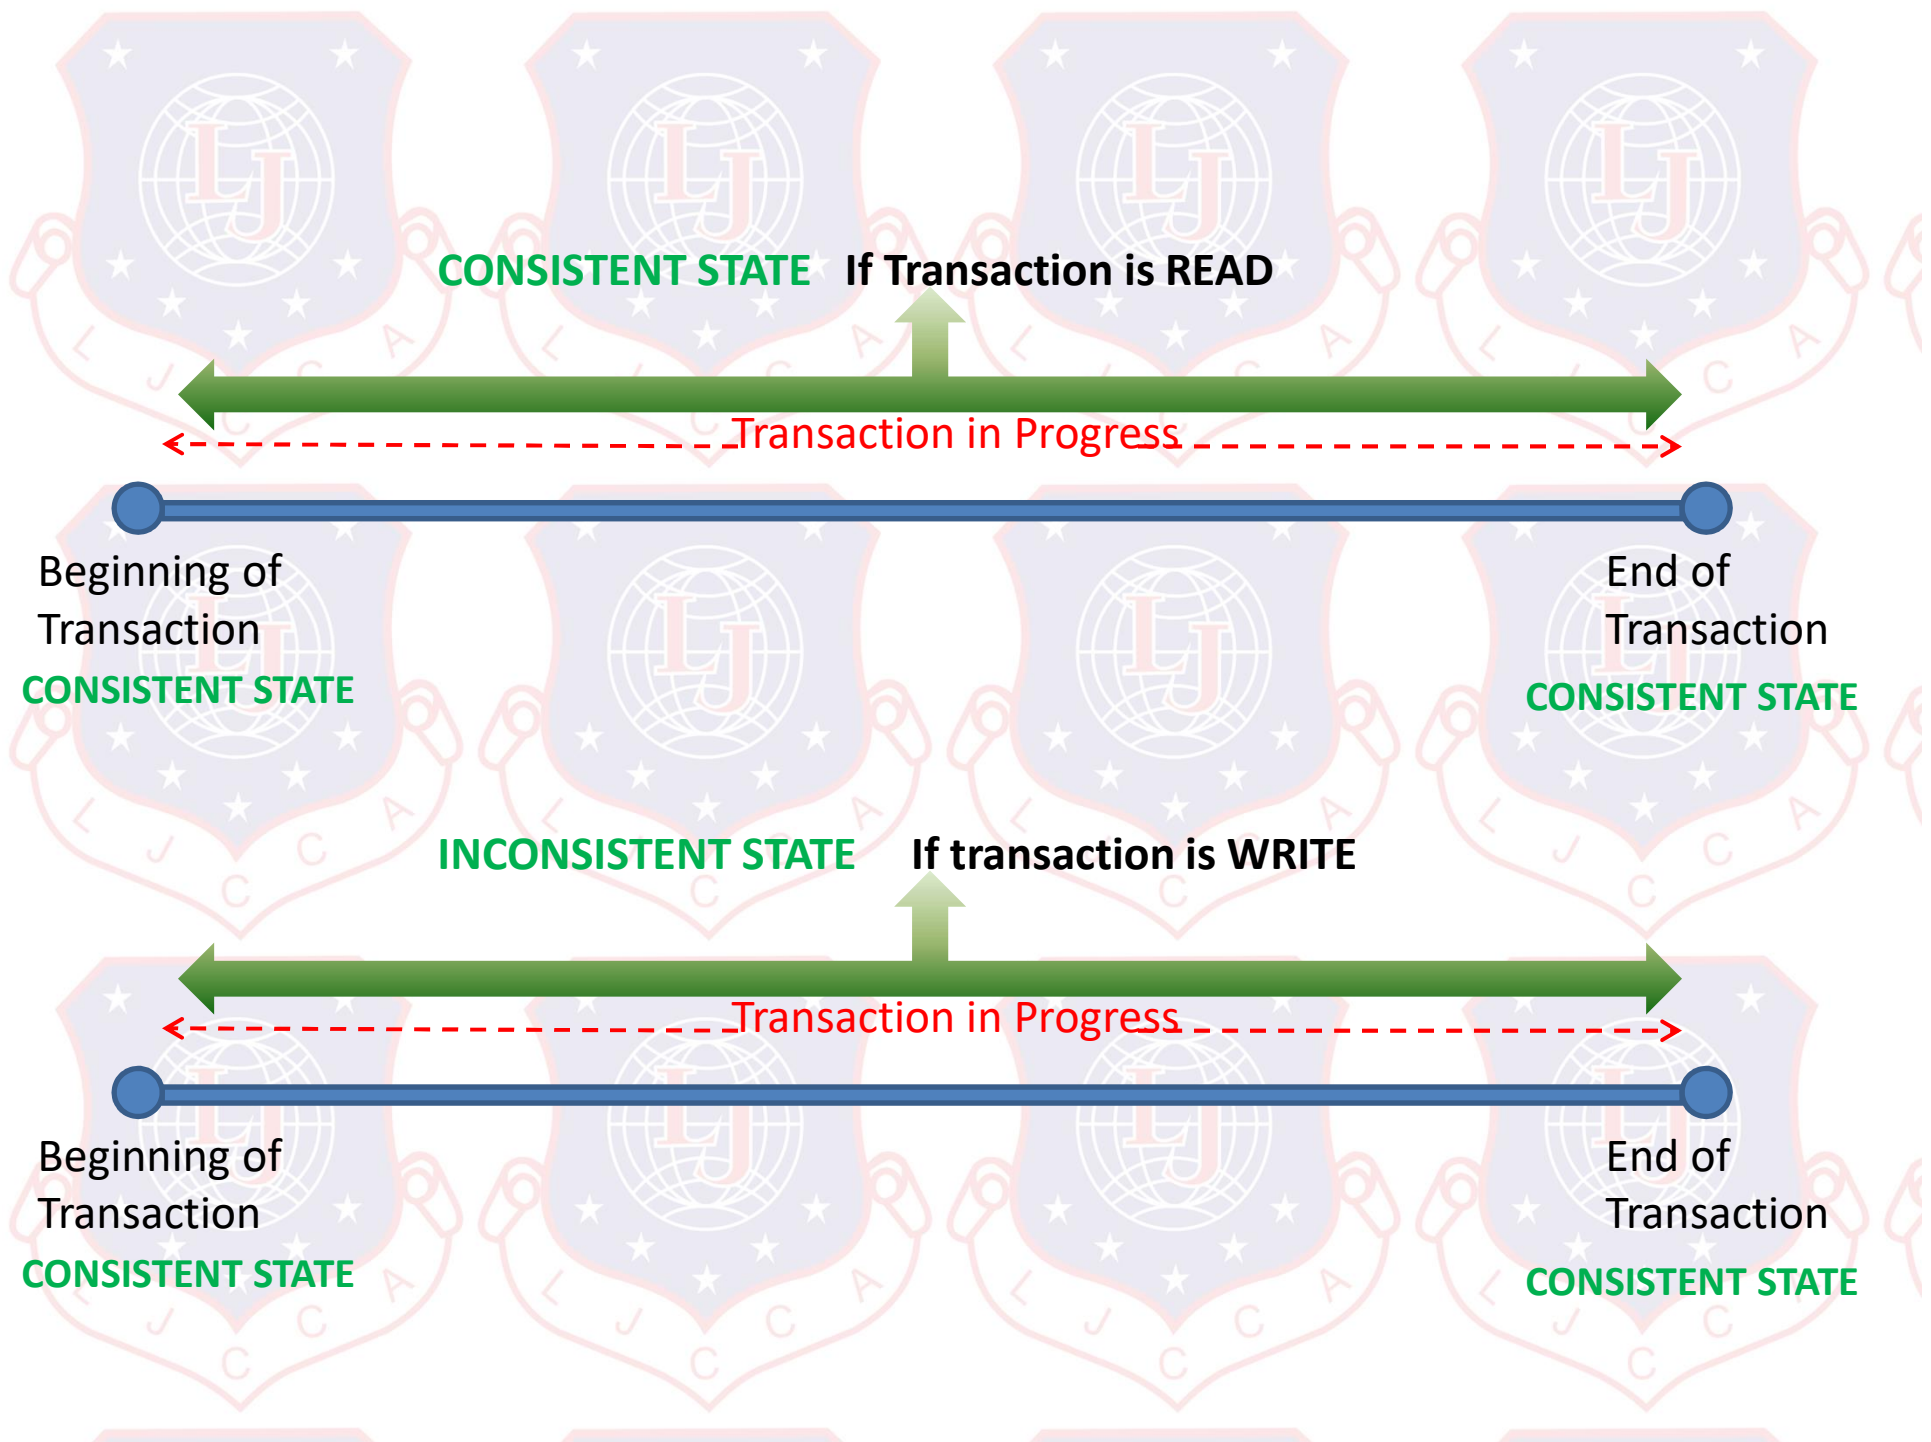 CONSISTENT STATE If Transaction is READ
Transaction in Progress
Beginning of
Transaction
CONSISTENT STATE
End of
Transaction
CONSISTENT STATE
INCONSISTENT STATE If transaction is WRITE
Transaction in Progress
Beginning of
Transaction
CONSISTENT STATE
End of
Transaction
CONSISTENT STATE
LJ
LJCCA